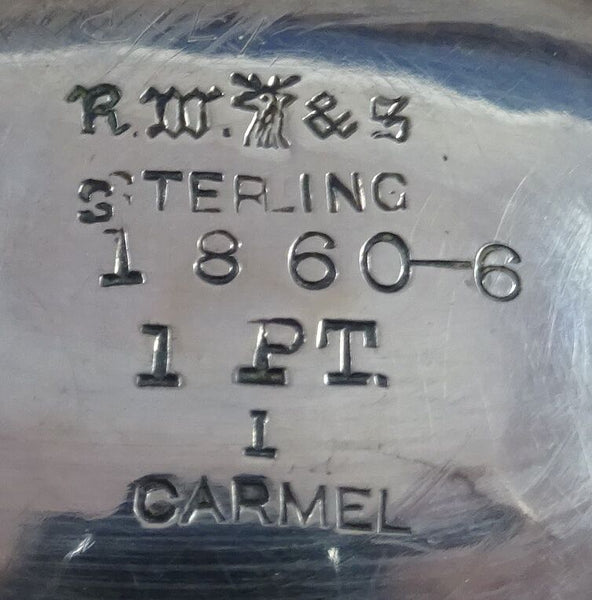 R. W. & S
STERLING
1860-6
1 PT.
1
CARMEL